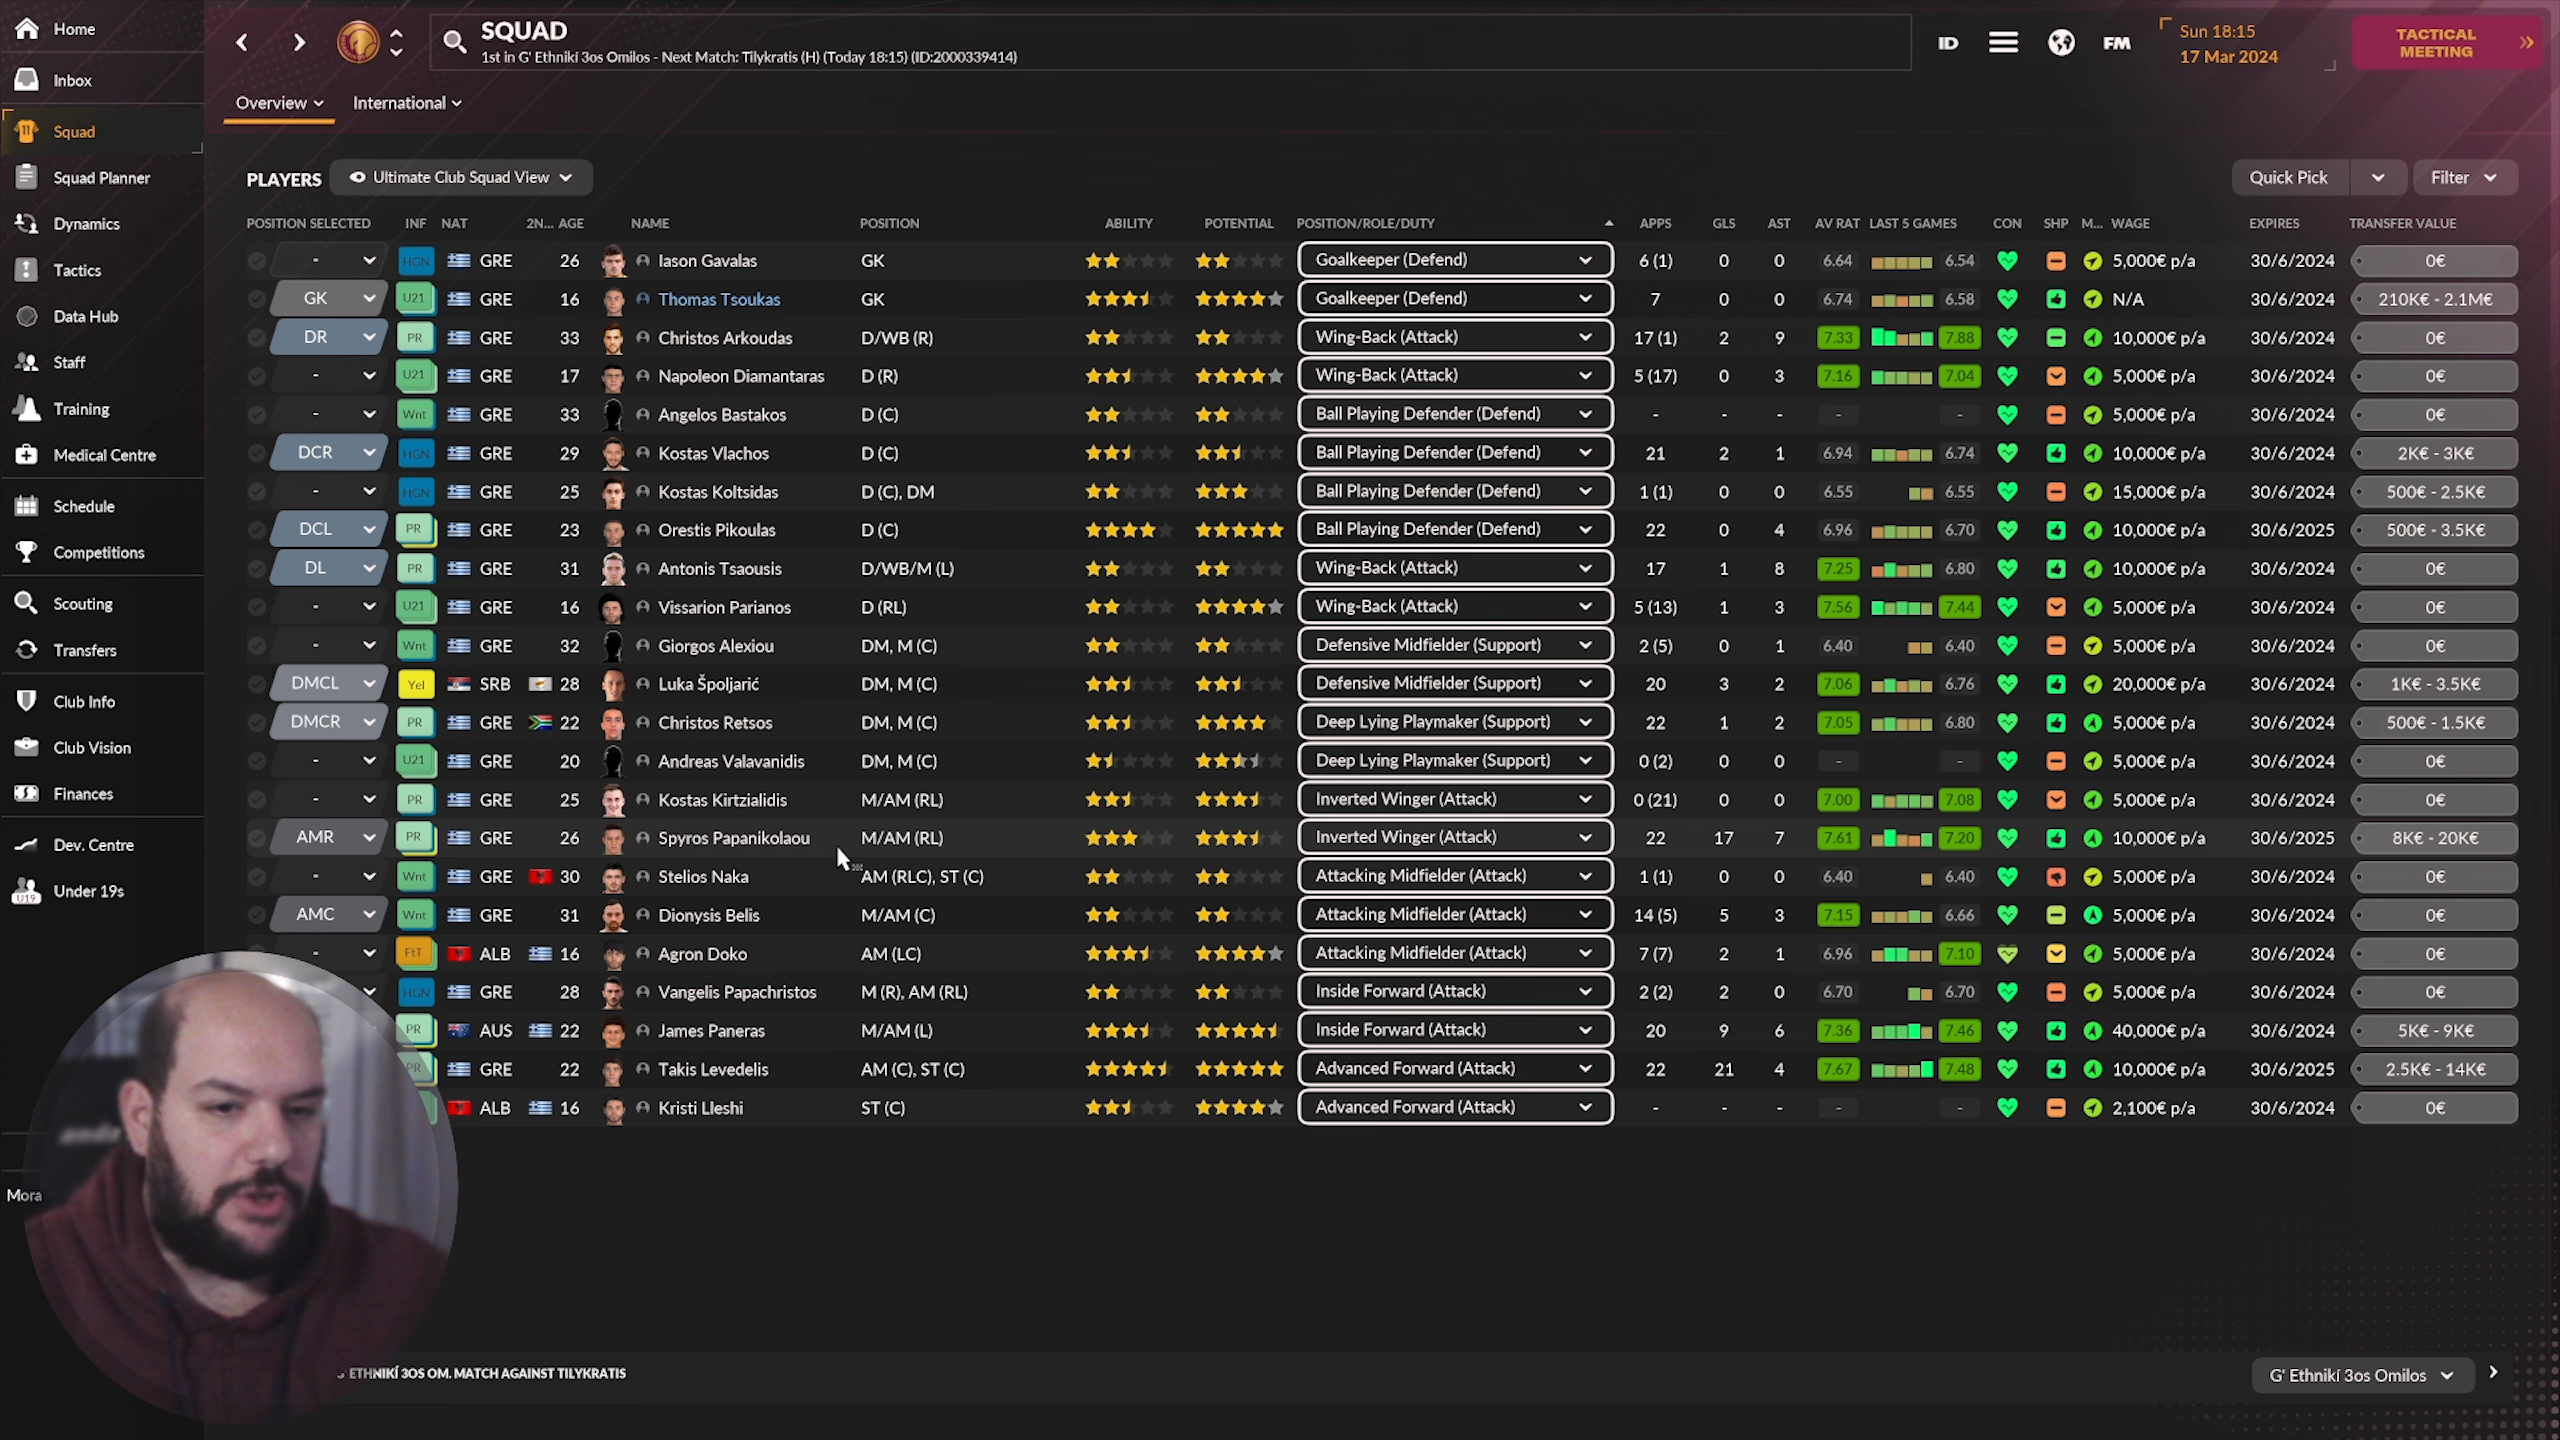 Home
Inbox
Squad
Squad Planner
Dynamics
Tactics
Data Hub
Staff
Training
Medical Centre
Schedule
Competitions
Scouting
Transfers
Club Info
Club Vision
Finances
Dev. Centre
Under 19s
Mora
SQUAD
1st in G' Ethnikí 3os Omilos - Next Match: Tilykratis (H) (Today 18:15) (ID:2000339414)
ID FM
Sun 18:15
17 Mar 2024
TACTICAL
MEETING
Overview International
PLAYERS Ultimate Club Squad View Quick Pick Filter
POSITION SELECTED INF NAT 2N... AGE NAME POSITION ABILITY POTENTIAL POSITION/ROLE/DUTY APPS GLS AST AV RAT LAST 5 GAMES CON SHP M... WAGE EXPIRES TRANSFER VALUE
- HGN GRE 26 Iason Gavalas GK Goalkeeper (Defend) 6 (1) 0 0 6.64 6.54 5,000€ p/a 30/6/2024 0€
GK U21 GRE 16 Thomas Tsoukas GK Goalkeeper (Defend) 7 0 0 6.74 6.58 N/A 30/6/2024 210K€ - 2.1M€
DR PR GRE 33 Christos Arkoudas D/WB (R) Wing-Back (Attack) 17 (1) 2 9 7.33 7.88 10,000€ p/a 30/6/2024 0€
- U21 GRE 17 Napoleon Diamantaras D (R) Wing-Back (Attack) 5 (17) 0 3 7.16 7.04 5,000€ p/a 30/6/2024 0€
- Wnt GRE 33 Angelos Bastakos D (C) Ball Playing Defender (Defend) - - - - - 5,000€ p/a 30/6/2024 0€
DCR HGN GRE 29 Kostas Vlachos D (C) Ball Playing Defender (Defend) 21 2 1 6.94 6.74 10,000€ p/a 30/6/2024 2K€ - 3K€
- HGN GRE 25 Kostas Koltsidas D (C), DM Ball Playing Defender (Defend) 1 (1) 0 0 6.55 6.55 15,000€ p/a 30/6/2024 500€ - 2.5K€
DCL PR GRE 23 Orestis Pikoulas D (C) Ball Playing Defender (Defend) 22 0 4 6.96 6.70 10,000€ p/a 30/6/2025 500€ - 3.5K€
DL PR GRE 31 Antonis Tsaousis D/WB/M (L) Wing-Back (Attack) 17 1 8 7.25 6.80 10,000€ p/a 30/6/2024 0€
- U21 GRE 16 Vissarion Parianos D (RL) Wing-Back (Attack) 5 (13) 1 3 7.56 7.44 5,000€ p/a 30/6/2024 0€
- Wnt GRE 32 Giorgos Alexiou DM, M (C) Defensive Midfielder (Support) 2 (5) 0 1 6.40 6.40 5,000€ p/a 30/6/2024 0€
DMCL Yel SRB 28 Luka Špoljarić DM, M (C) Defensive Midfielder (Support) 20 3 2 7.06 6.76 20,000€ p/a 30/6/2024 1K€ - 3.5K€
DMCR PR GRE 22 Christos Retsos DM, M (C) Deep Lying Playmaker (Support) 22 1 2 7.05 6.80 5,000€ p/a 30/6/2024 500€ - 1.5K€
- U21 GRE 20 Andreas Valavanidis DM, M (C) Deep Lying Playmaker (Support) 0 (2) 0 0 - - 5,000€ p/a 30/6/2024 0€
- PR GRE 25 Kostas Kirtzialidis M/AM (RL) Inverted Winger (Attack) 0 (21) 0 0 7.00 7.08 5,000€ p/a 30/6/2024 0€
AMR PR GRE 26 Spyros Papanikolaou M/AM (RL) Inverted Winger (Attack) 22 17 7 7.61 7.20 10,000€ p/a 30/6/2025 8K€ - 20K€
- Wnt GRE 30 Stelios Naka AM (RLC), ST (C) Attacking Midfielder (Attack) 1 (1) 0 0 6.40 6.40 5,000€ p/a 30/6/2024 0€
AMC Wnt GRE 31 Dionysis Belis M/AM (C) Attacking Midfielder (Attack) 14 (5) 5 3 7.15 6.66 5,000€ p/a 30/6/2024 0€
- FtT ALB 16 Agron Doko AM (LC) Attacking Midfielder (Attack) 7 (7) 2 1 6.96 7.10 5,000€ p/a 30/6/2024 0€
HGN GRE 28 Vangelis Papachristos M (R), AM (RL) Inside Forward (Attack) 2 (2) 2 0 6.70 6.70 5,000€ p/a 30/6/2024 0€
PR AUS 22 James Paneras M/AM (L) Inside Forward (Attack) 20 9 6 7.36 7.46 40,000€ p/a 30/6/2024 5K€ - 9K€
PR GRE 22 Takis Levedelis AM (C), ST (C) Advanced Forward (Attack) 22 21 4 7.67 7.48 10,000€ p/a 30/6/2025 2.5K€ - 14K€
ALB 16 Kristi Lleshi ST (C) Advanced Forward (Attack) - - - - - 2,100€ p/a 30/6/2024 0€
ETHNIKÍ 3OS OM. MATCH AGAINST TILYKRATIS
G' Ethnikí 3os Omilos